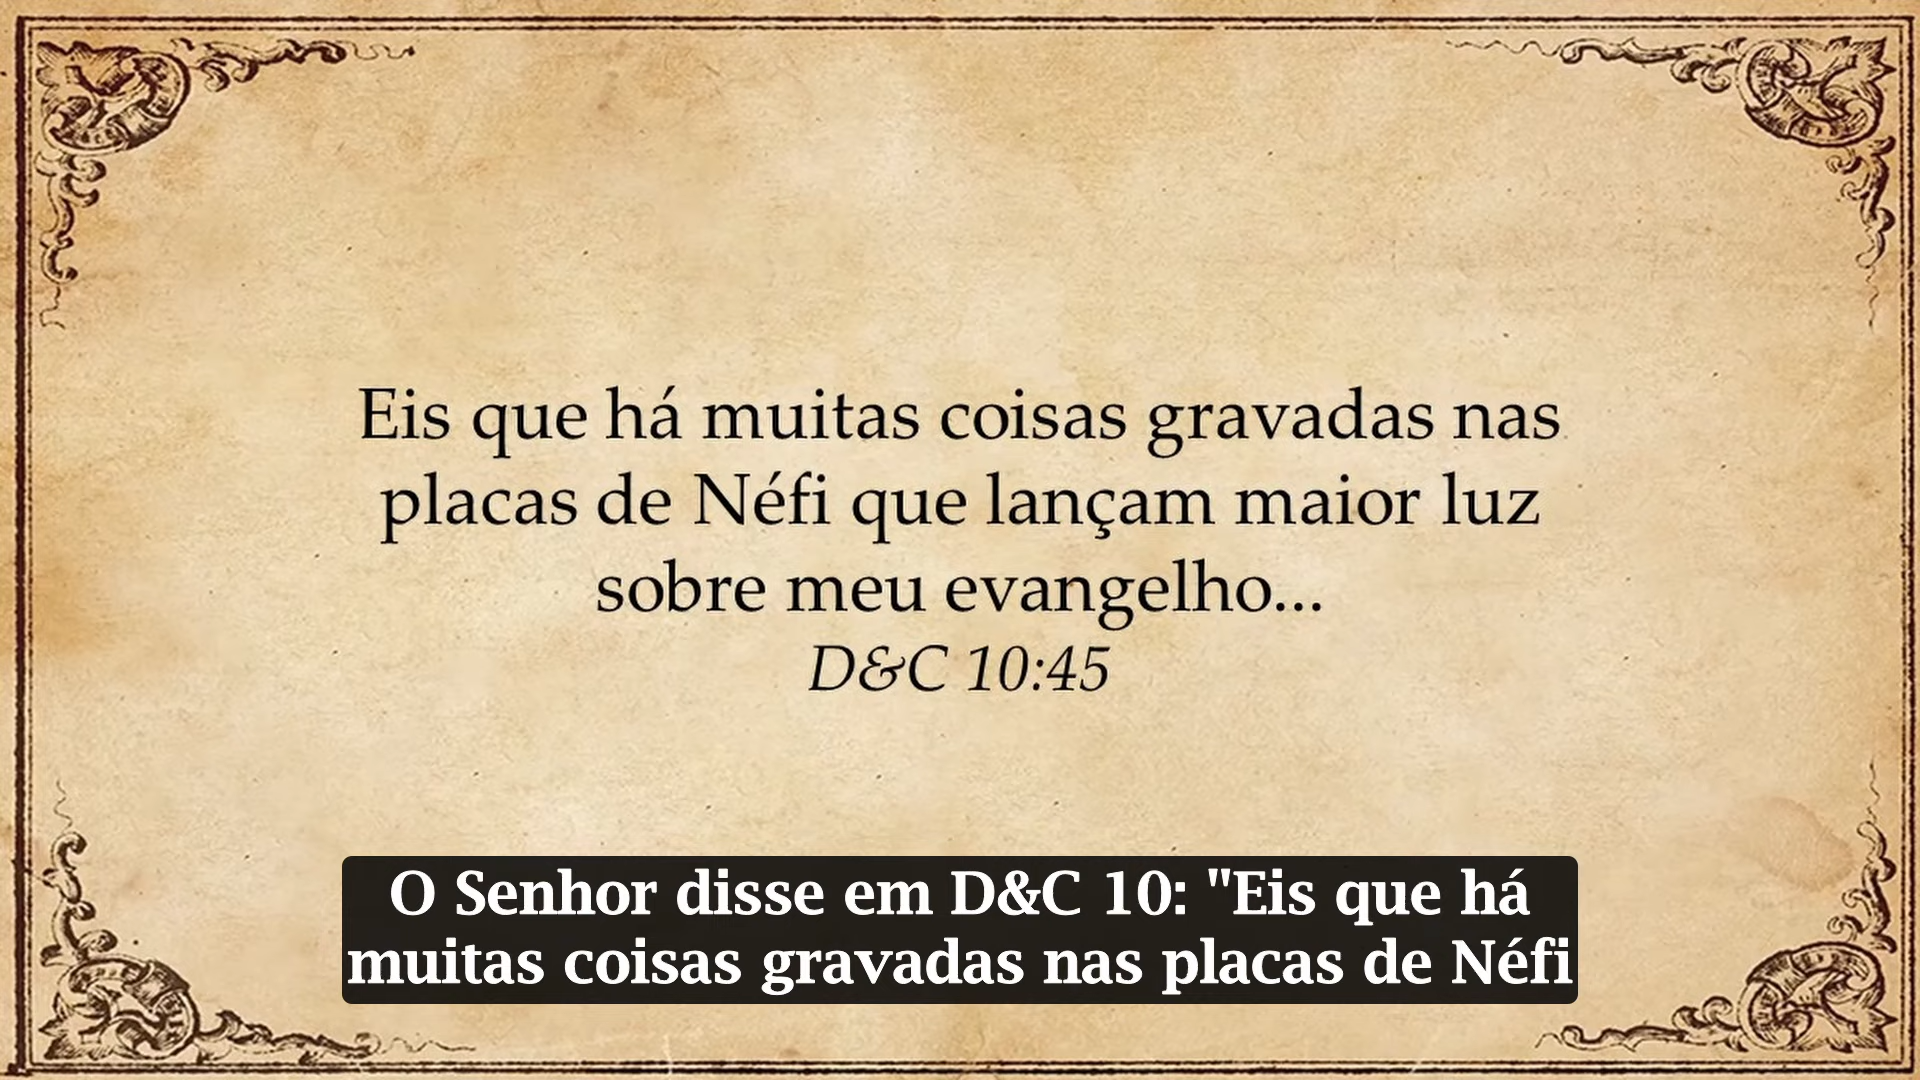 Eis que há muitas coisas gravadas nas
placas de Néfi que lançam maior luz
sobre meu evangelho...
D&C 10:45
O Senhor disse em D&C 10: "Eis que há
muitas coisas gravadas nas placas de Néfi